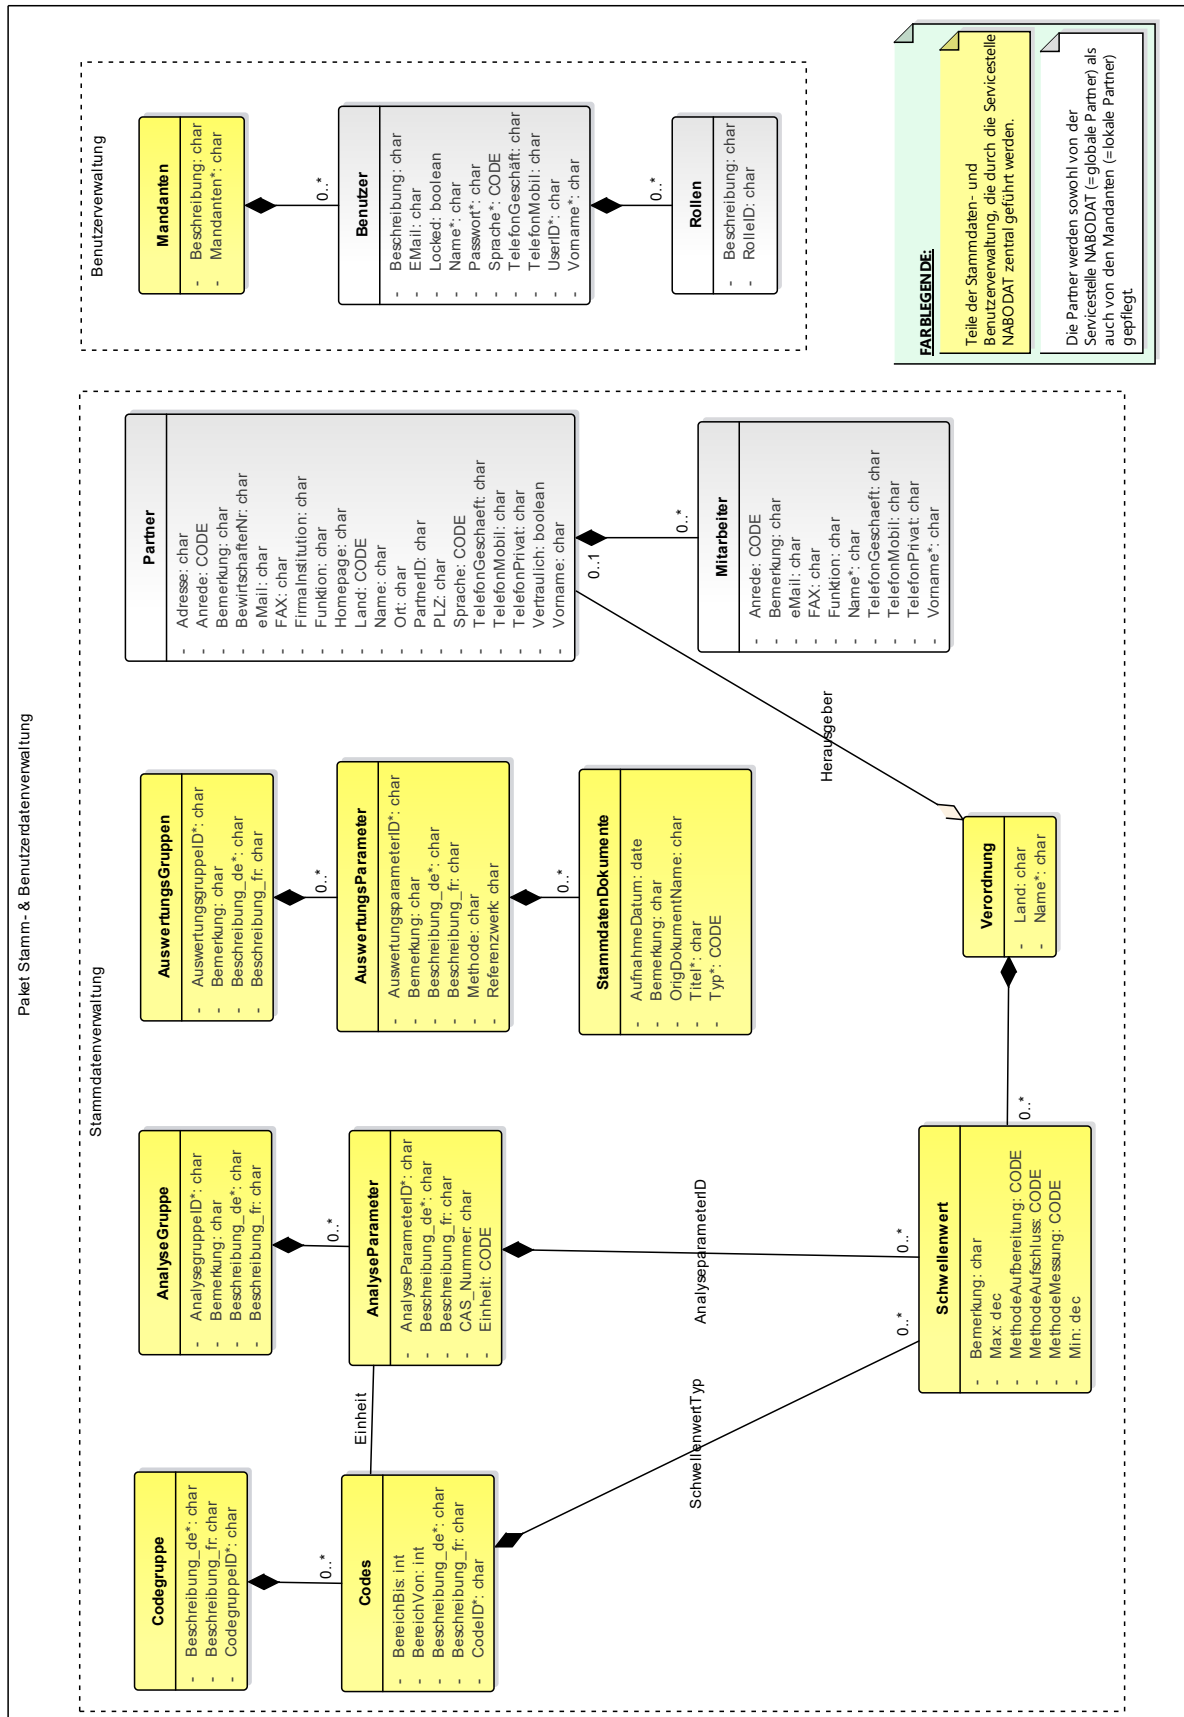 Paket Stamm- & Benutzerdatenverwaltung
Stammdatenverwaltung
Codegruppe
- Beschreibung_de*: char
- Beschreibung_fr: char
- CodegruppeID*: char
0..*
Codes
- BereichBis: int
- BereichVon: int
- Beschreibung_de*: char
- Beschreibung_fr: char
- CodeID*: char
Einheit
SchwellenwertTyp
0..*
AnalyseGruppe
- AnalysegruppeID*: char
- Bemerkung: char
- Beschreibung_de*: char
- Beschreibung_fr: char
0..*
AnalyseParameter
- AnalyseParameterID*: char
- Beschreibung_de*: char
- Beschreibung_fr: char
- CAS_Nummer: char
- Einheit: CODE
AnalyseparameterID
0..*
Schwellenwert
- Bemerkung: char
- Max: dec
- MethodeAufbereitung: CODE
- MethodeAufschluss: CODE
- MethodeMessung: CODE
- Min: dec
0..*
AuswertungsGruppen
- AuswertungsgruppeID*: char
- Bemerkung: char
- Beschreibung_de*: char
- Beschreibung_fr: char
0..*
AuswertungsParameter
- AuswertungsparameterID*: char
- Bemerkung: char
- Beschreibung_de*: char
- Beschreibung_fr: char
- Methode: char
- Referenzwerk: char
0..*
StammdatenDokumente
- AufnahmeDatum: date
- Bemerkung: char
- OrigDokumentName: char
- Titel*: char
- Typ*: CODE
Verordnung
- Land: char
- Name*: char
Herausgeber
Partner
- Adresse: char
- Anrede: CODE
- Bemerkung: char
- BewirtschafterNr: char
- eMail: char
- FAX: char
- FirmaInstitution: char
- Funktion: char
- Homepage: char
- Land: CODE
- Name: char
- Ort: char
- PartnerID: char
- PLZ: char
- Sprache: CODE
- TelefonGeschaeft: char
- TelefonMobil: char
- TelefonPrivat: char
- Vertraulich: boolean
- Vorname: char
0..1
0..*
Mitarbeiter
- Anrede: CODE
- Bemerkung: char
- eMail: char
- FAX: char
- Funktion: char
- Name*: char
- TelefonGeschaeft: char
- TelefonMobil: char
- TelefonPrivat: char
- Vorname*: char
Benutzerverwaltung
Mandanten
- Beschreibung: char
- Mandanten*: char
0..*
Benutzer
- Beschreibung: char
- EMail: char
- Locked: boolean
- Name*: char
- Passwort*: char
- Sprache*: CODE
- TelefonGeschäft: char
- TelefonMobil: char
- UserID*: char
- Vorname*: char
0..*
Rollen
- Beschreibung: char
- RolleID: char
FARBLEGENDE:
Teile der Stammdaten- und
Benutzerverwaltung, die durch die Servicestelle
NABODAT zentral geführt werden.
Die Partner werden sowohl von der
Servicestelle NABODAT (=globale Partner) als
auch von den Mandanten (=lokale Partner)
gepflegt.